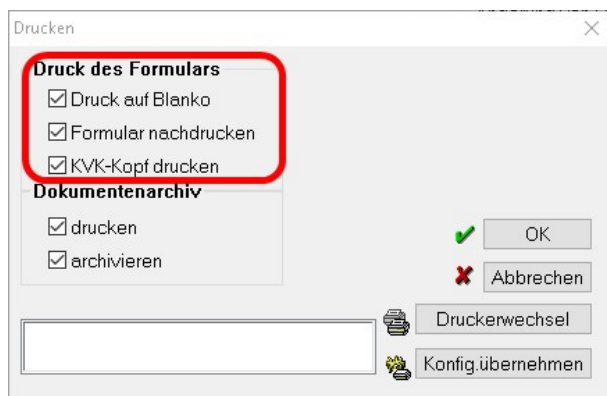 Drucken
Druck des Formulars
Druck auf Blanko
Formular nachdrucken
KVK-Kopf drucken
Dokumentenarchiv
drucken
archivieren
OK
Abbrechen
Druckerwechsel
Konfig.übernehmen